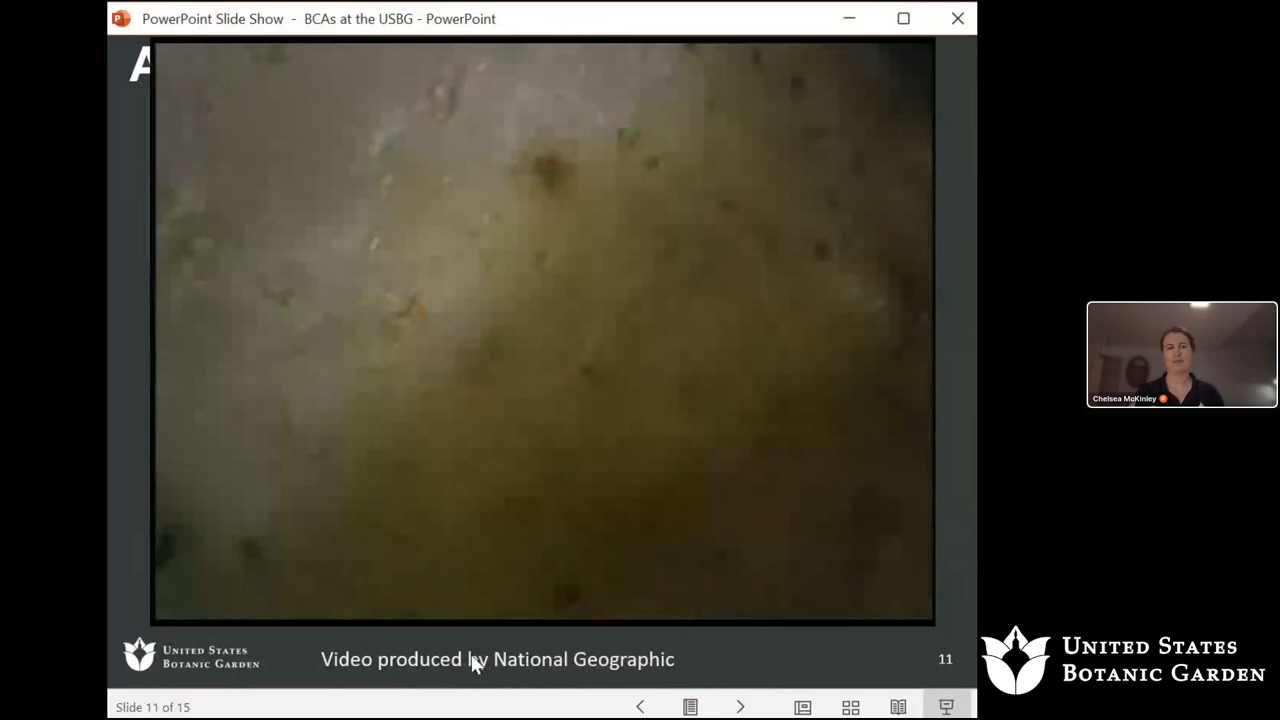 PowerPoint Slide Show - BCAs at the USBG - PowerPoint
A
UNITED STATES
BOTANIC GARDEN
Video produced by National Geographic
11
Slide 11 of 15
Chelsea McKinley
UNITED STATES
BOTANIC GARDEN